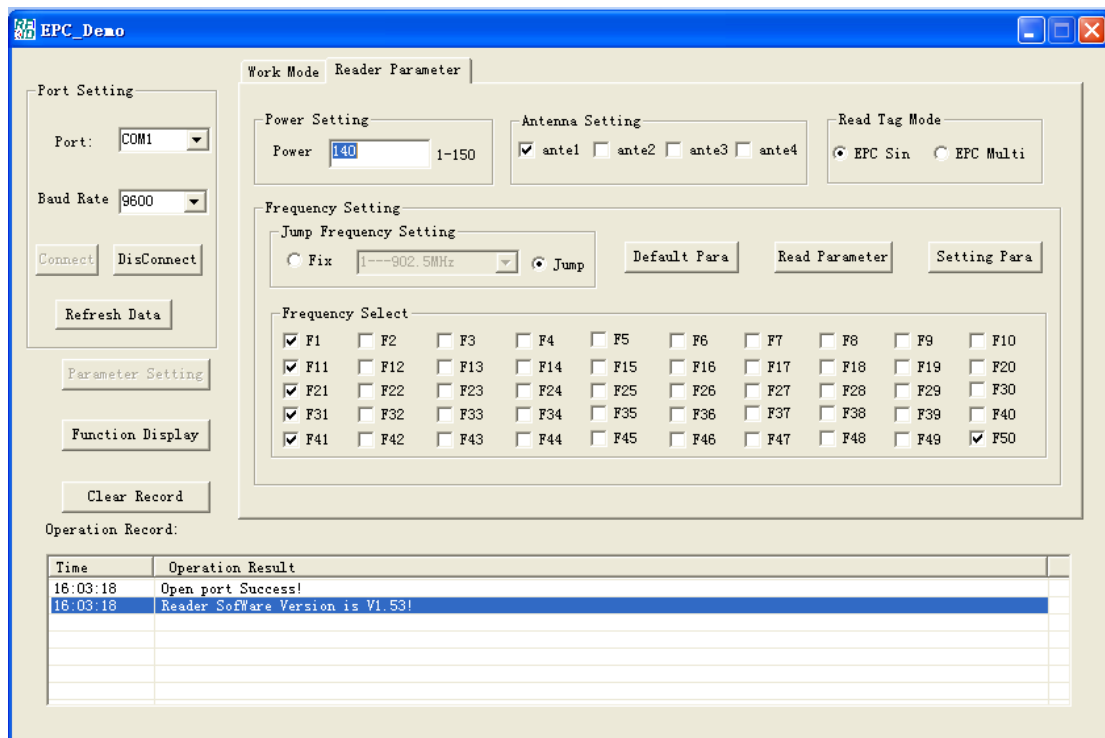 EPC_Demo
Work Mode Reader Parameter
Port Setting
Port: COM1
Baud Rate 9600
Connect DisConnect
Refresh Data
Parameter Setting
Function Display
Clear Record
Power Setting
Power 140 1-150
Antenna Setting
ante1 ante2 ante3 ante4
Read Tag Mode
EPC Sin EPC Multi
Frequency Setting
Jump Frequency Setting
Fix 1---902.5MHz Jump
Default Para Read Parameter Setting Para
Frequency Select
F1 F2 F3 F4 F5 F6 F7 F8 F9 F10
F11 F12 F13 F14 F15 F16 F17 F18 F19 F20
F21 F22 F23 F24 F25 F26 F27 F28 F29 F30
F31 F32 F33 F34 F35 F36 F37 F38 F39 F40
F41 F42 F43 F44 F45 F46 F47 F48 F49 F50
Operation Record:
Time Operation Result
16:03:18 Open port Success!
16:03:18 Reader SofWare Version is V1.53!